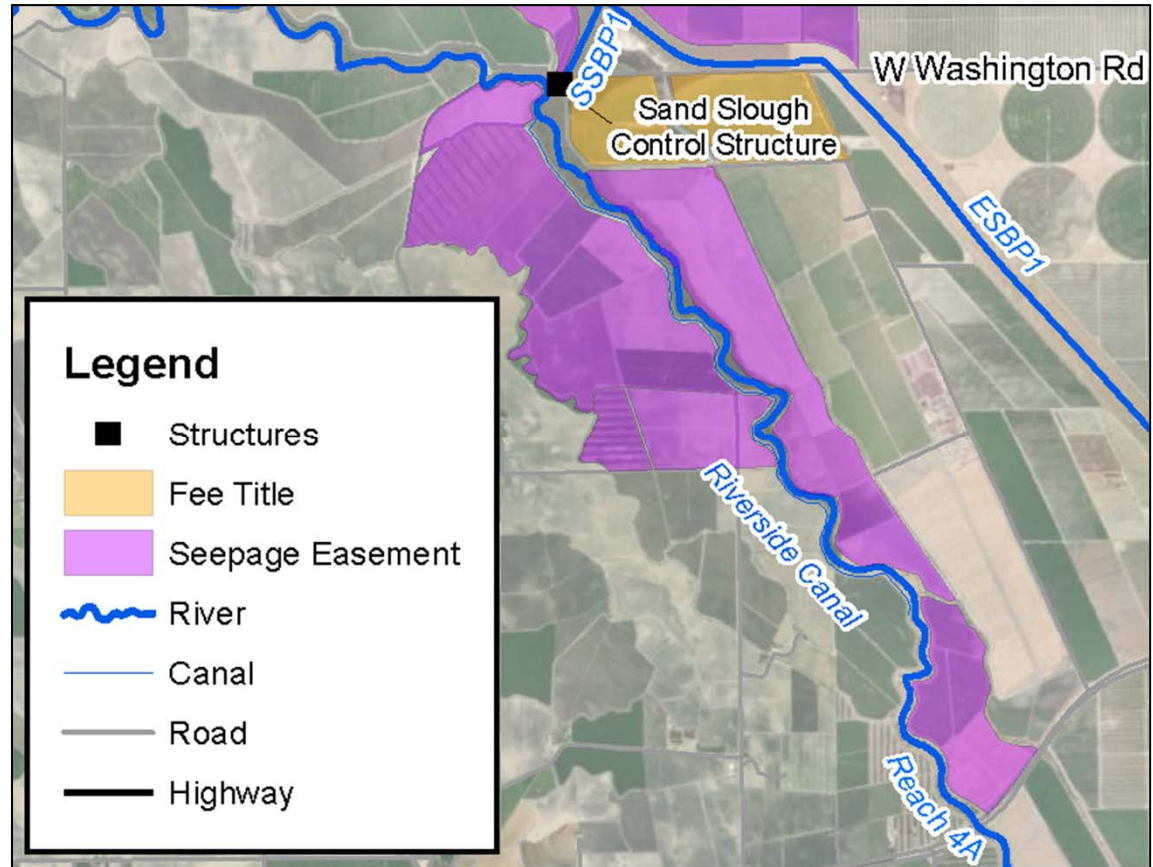 W Washington Rd
SSBP1
Sand Slough
Control Structure
ESBP1
Riverside Canal
Reach 4A
Legend
Structures
Fee Title
Seepage Easement
River
Canal
Road
Highway